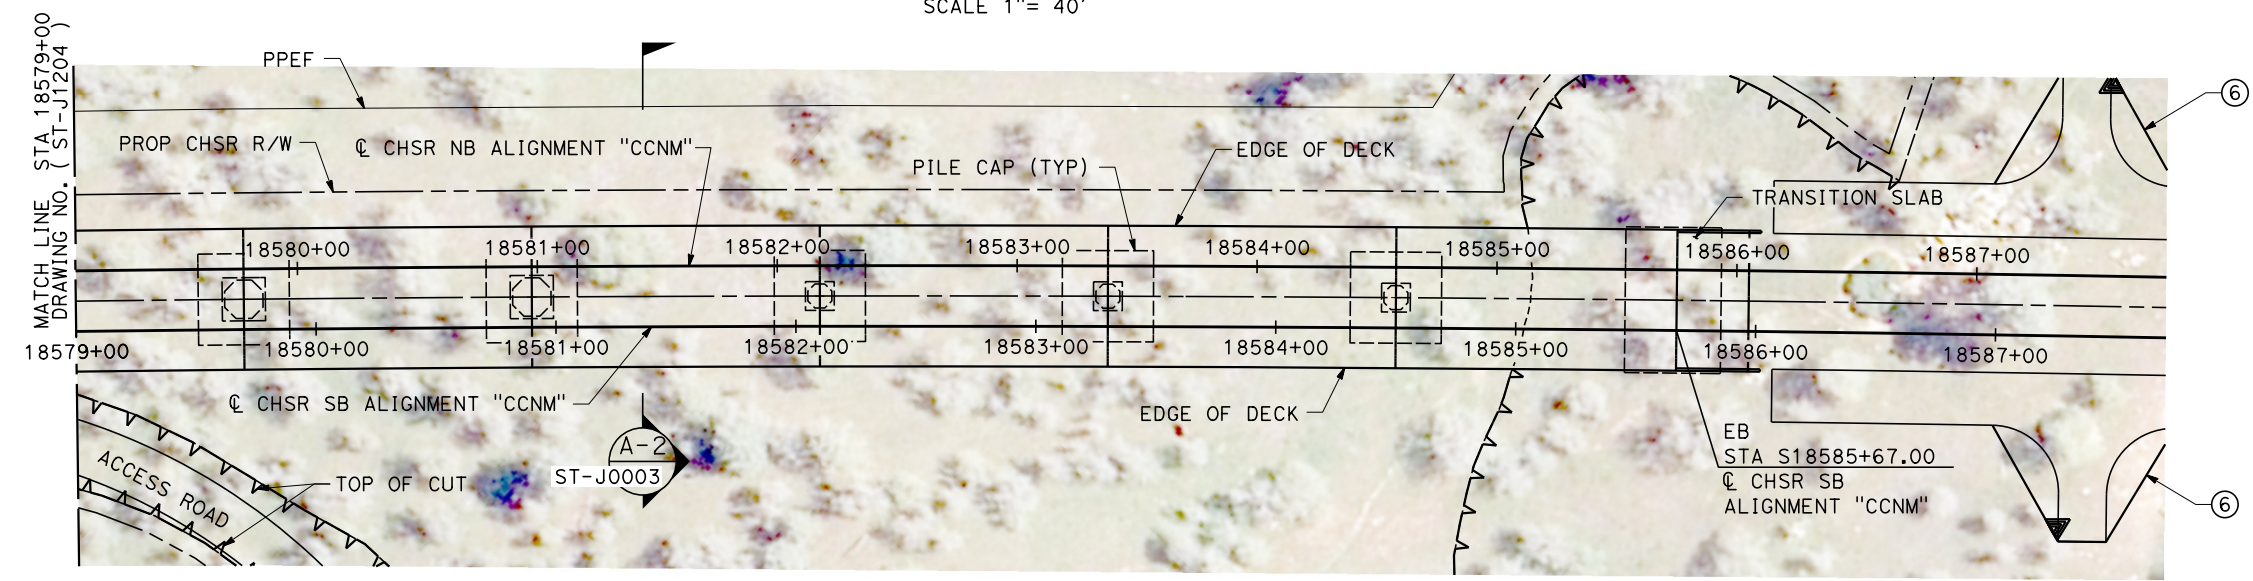 SCALE 1"= 40'
MATCH LINE STA 18579+00
DRAWING NO. ( ST-J1204 )
PPEF
PROP CHSR R/W
℄ CHSR NB ALIGNMENT "CCNM"
PILE CAP (TYP)
EDGE OF DECK
TRANSITION SLAB
6
18580+00
18581+00
18582+00
18583+00
18584+00
18585+00
18586+00
18587+00
18579+00
18580+00
18581+00
18582+00
18583+00
18584+00
18585+00
18586+00
18587+00
℄ CHSR SB ALIGNMENT "CCNM"
EDGE OF DECK
A-2
ST-J0003
EB
STA S18585+67.00
℄ CHSR SB
ALIGNMENT "CCNM"
ACCESS ROAD
TOP OF CUT
6